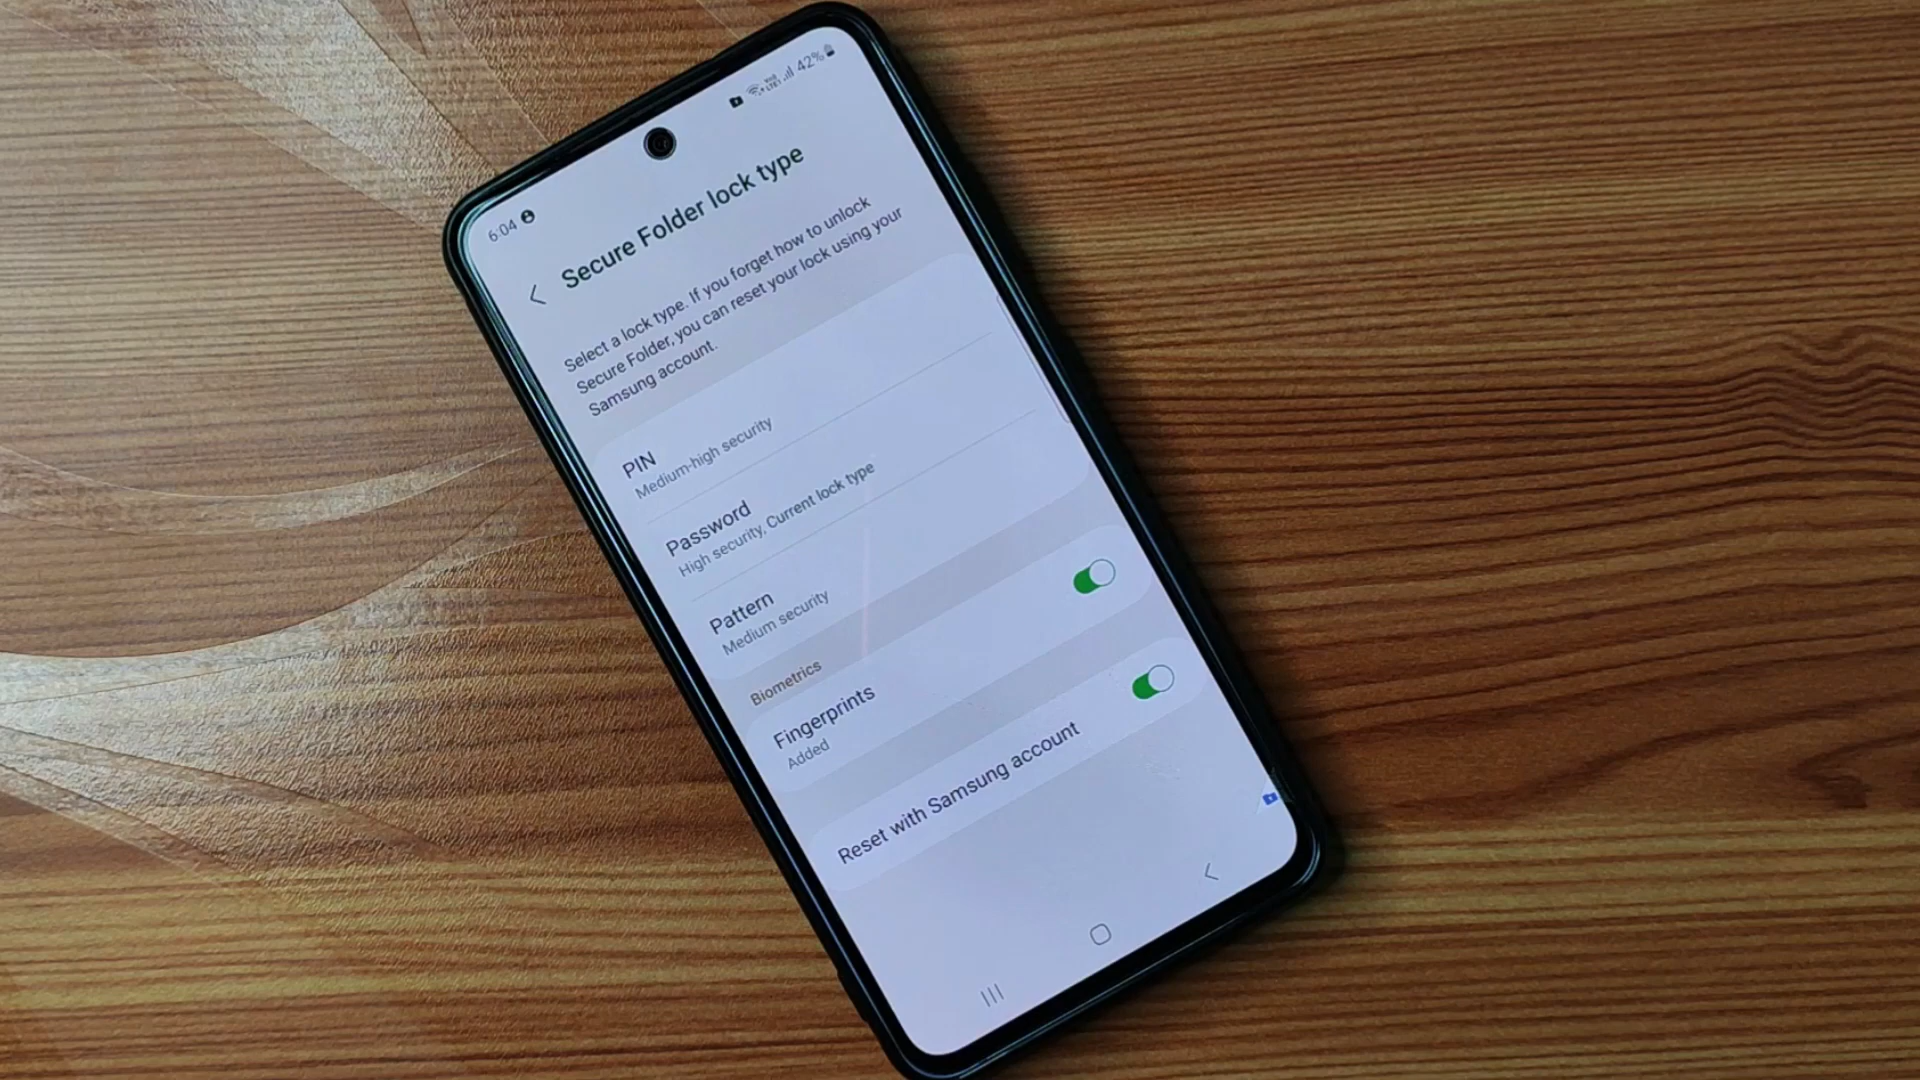 6:04
42%
Secure Folder lock type
Select a lock type. If you forget how to unlock
Secure Folder, you can reset your lock using your
Samsung account.
PIN
Medium-high security
Password
High security, Current lock type
Pattern
Medium security
Biometrics
Fingerprints
Added
Reset with Samsung account